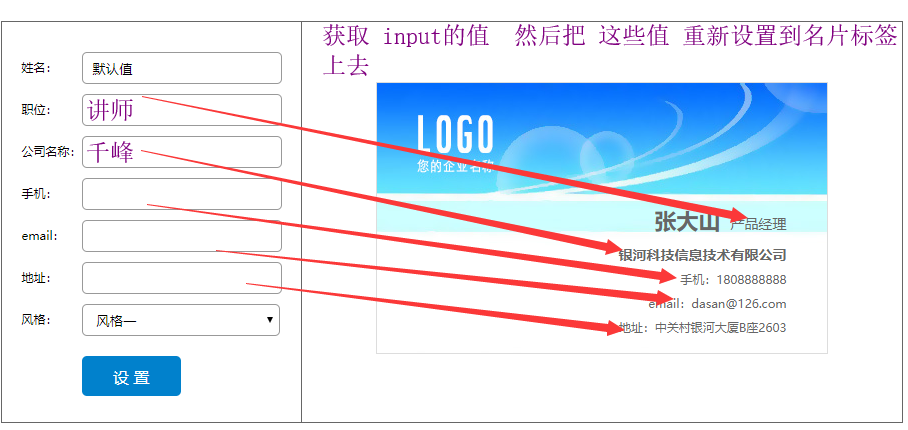 获取 input的值 然后把 这些值 重新设置到名片标签
上去
姓名: 默认值
职位: 讲师
公司名称: 千峰
手机:
email:
地址:
风格: 风格一
设 置
LOGO
您的企业名称
张大山 产品经理
银河科技信息技术有限公司
手机: 1808888888
email: dasan@126.com
地址: 中关村银河大厦B座2603